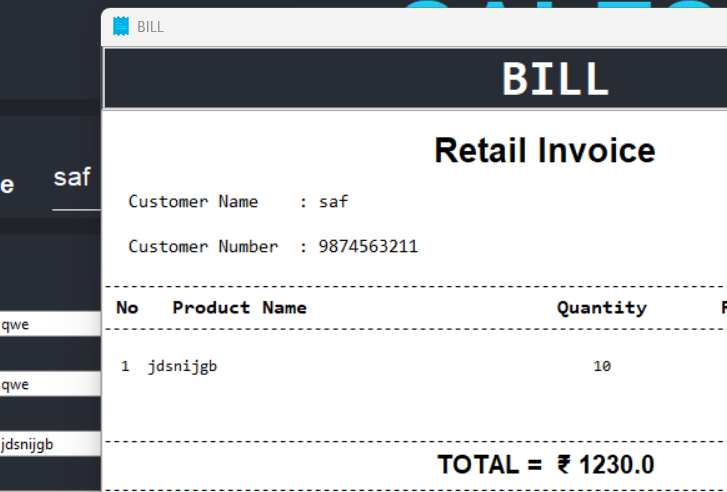 BILL
BILL
Retail Invoice
saf
e
Customer Name : saf
Customer Number : 9874563211
No Product Name Quantity
qwe
1 jdsnijgb 10
qwe
jdsnijgb
TOTAL = ₹ 1230.0